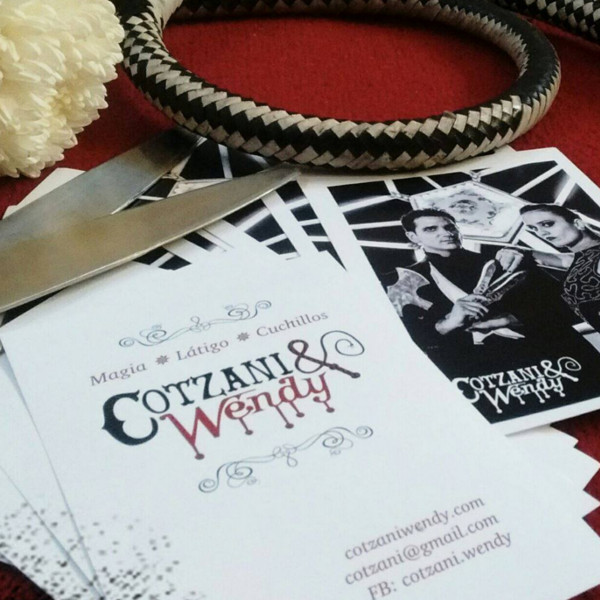 Magia ✵ Látigo ✵ Cuchillos
COTZANI &
Wendy
cotzaniwendy.com
cotzani@gmail.com
FB: cotzani.wendy
COTZANI &
Wendy